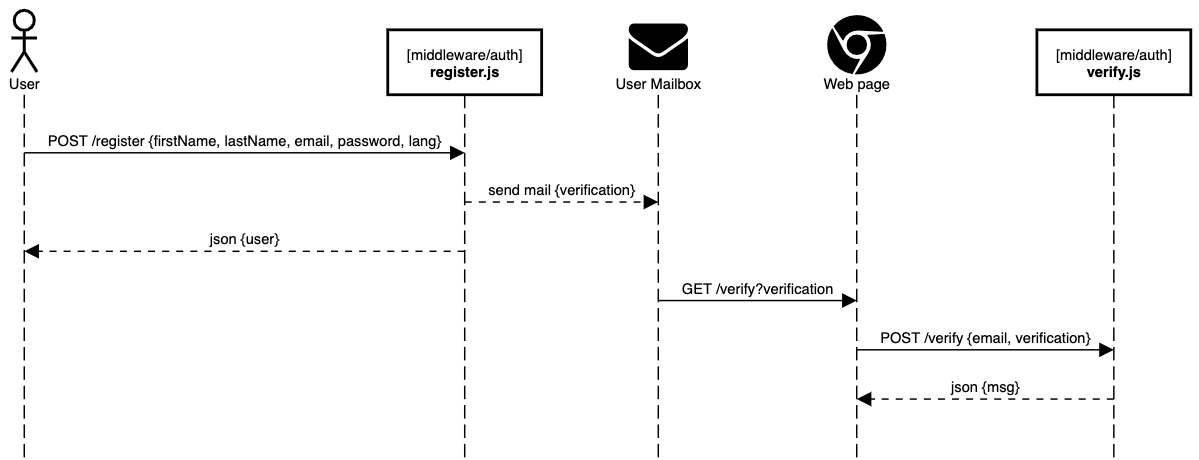 User
[middleware/auth]
register.js
User Mailbox
Web page
[middleware/auth]
verify.js
POST /register {firstName, lastName, email, password, lang}
send mail {verification}
json {user}
GET /verify?verification
POST /verify {email, verification}
json {msg}